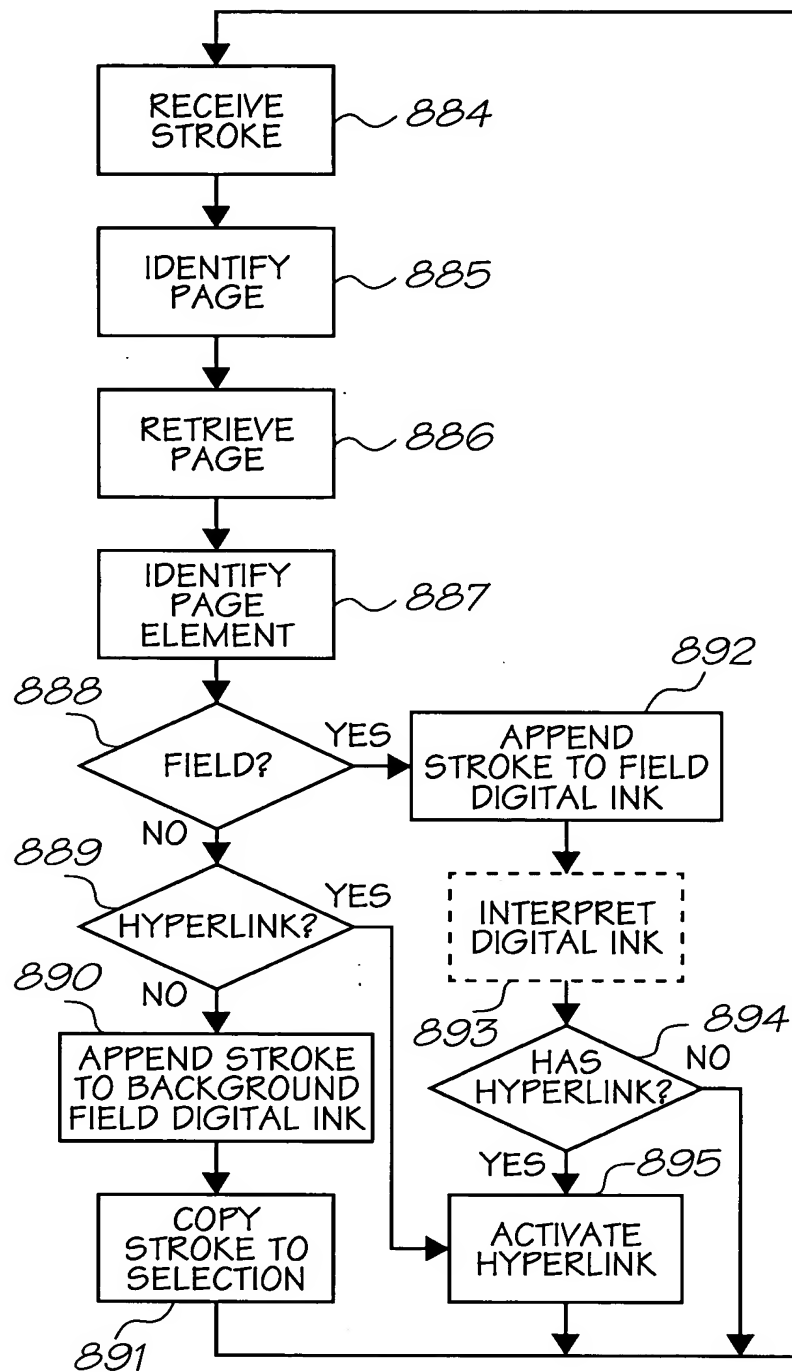 RECEIVE
STROKE
884
IDENTIFY
PAGE
885
RETRIEVE
PAGE
886
IDENTIFY
PAGE
ELEMENT
887
888
FIELD?
YES
NO
892
APPEND
STROKE TO FIELD
DIGITAL INK
889
HYPERLINK?
YES
NO
INTERPRET
DIGITAL INK
893
890
APPEND STROKE
TO BACKGROUND
FIELD DIGITAL INK
894
HAS
HYPERLINK?
NO
YES
895
COPY
STROKE TO
SELECTION
891
ACTIVATE
HYPERLINK